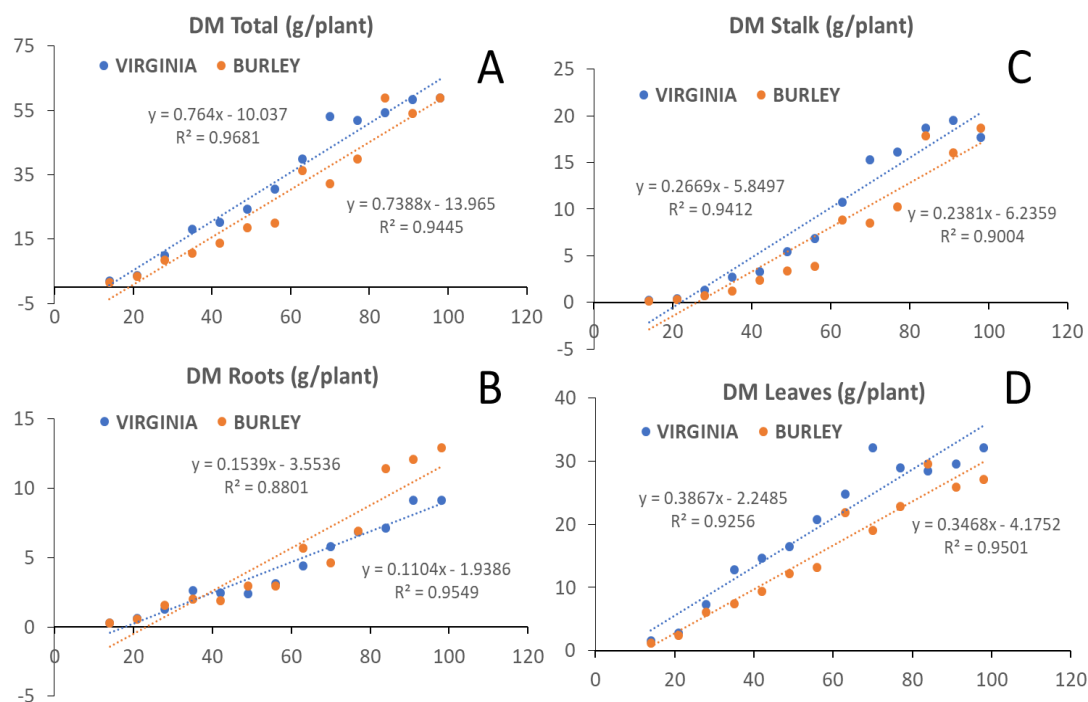 DM Total (g/plant)
A
VIRGINIA BURLEY
y = 0.764x - 10.037
R² = 0.9681
y = 0.7388x - 13.965
R² = 0.9445
75
55
35
15
-5
0 20 40 60 80 100 120
DM Stalk (g/plant)
C
VIRGINIA BURLEY
y = 0.2669x - 5.8497
R² = 0.9412
y = 0.2381x - 6.2359
R² = 0.9004
25
20
15
10
5
0
-5
0 20 40 60 80 100 120
DM Roots (g/plant)
B
VIRGINIA BURLEY
y = 0.1539x - 3.5536
R² = 0.8801
y = 0.1104x - 1.9386
R² = 0.9549
15
10
5
0
-5
0 20 40 60 80 100 120
DM Leaves (g/plant)
D
VIRGINIA BURLEY
y = 0.3867x - 2.2485
R² = 0.9256
y = 0.3468x - 4.1752
R² = 0.9501
40
30
20
10
0
0 20 40 60 80 100 120